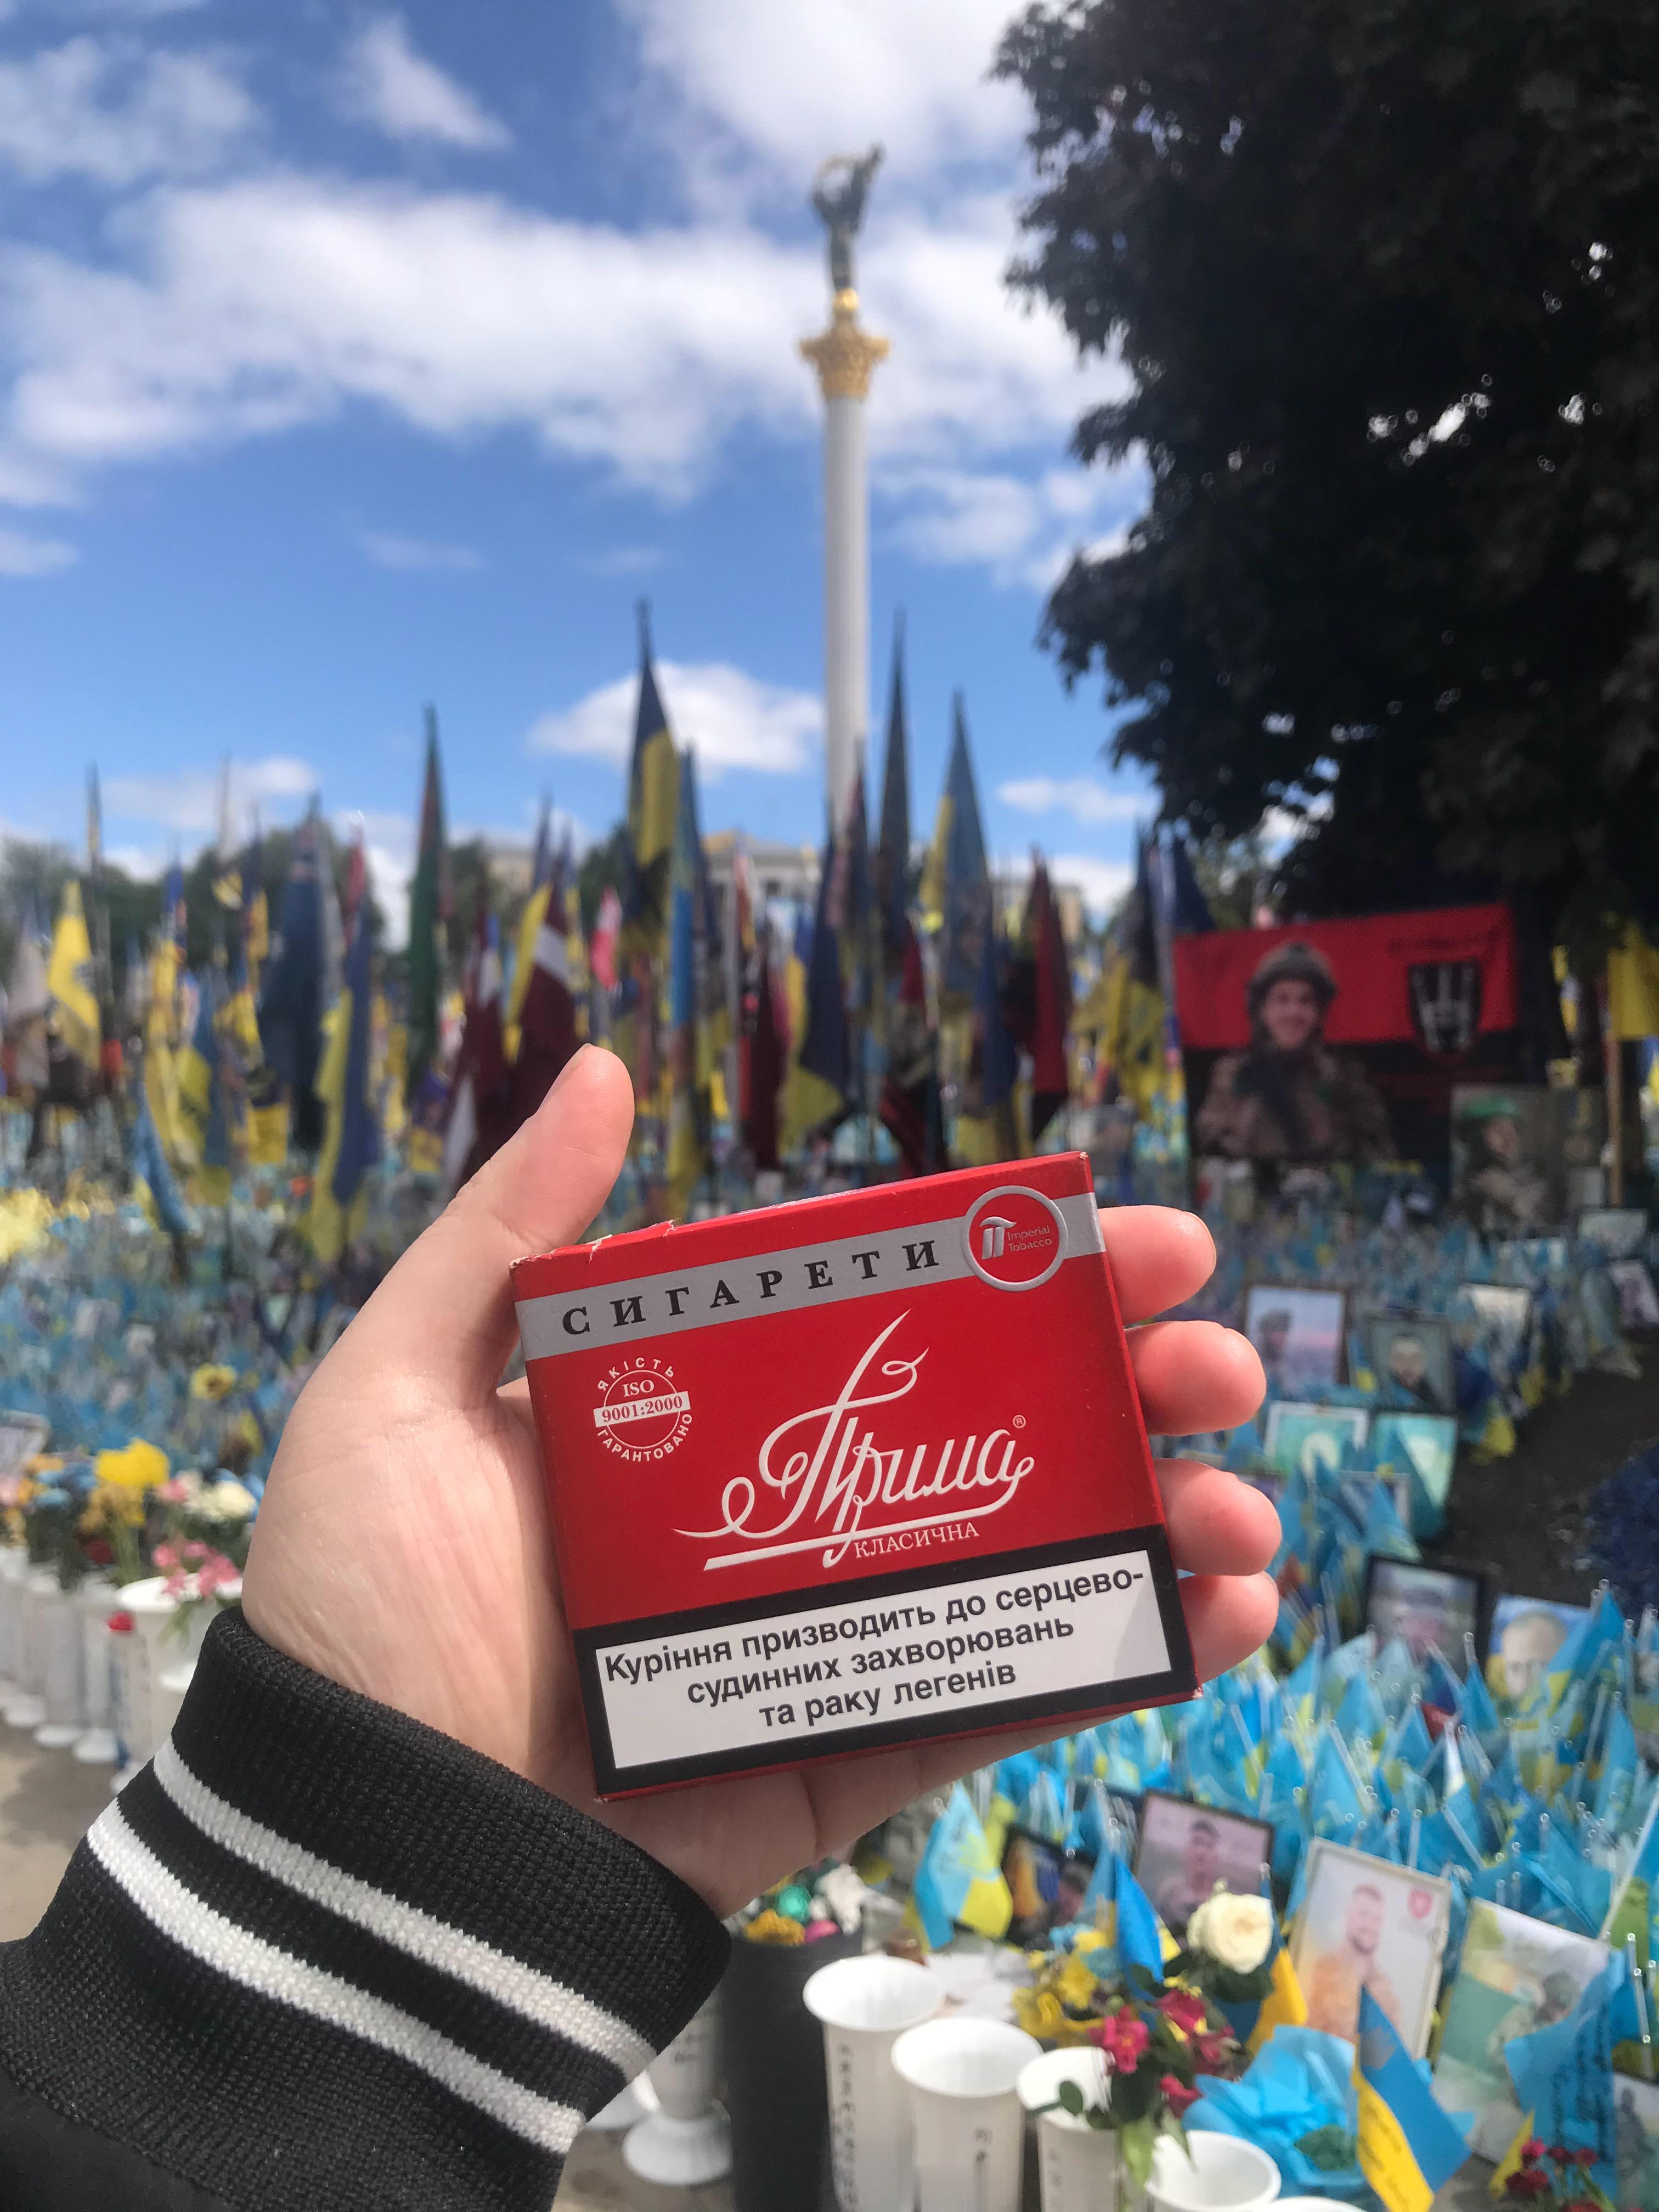 СИГАРЕТИ
Imperial
Tobacco
ЯКІСТЬ
ISO
9001:2000
ГАРАНТОВАНО
Прима®
КЛАСИЧНА
Куріння призводить до серцево-
судинних захворювань
та раку легенів